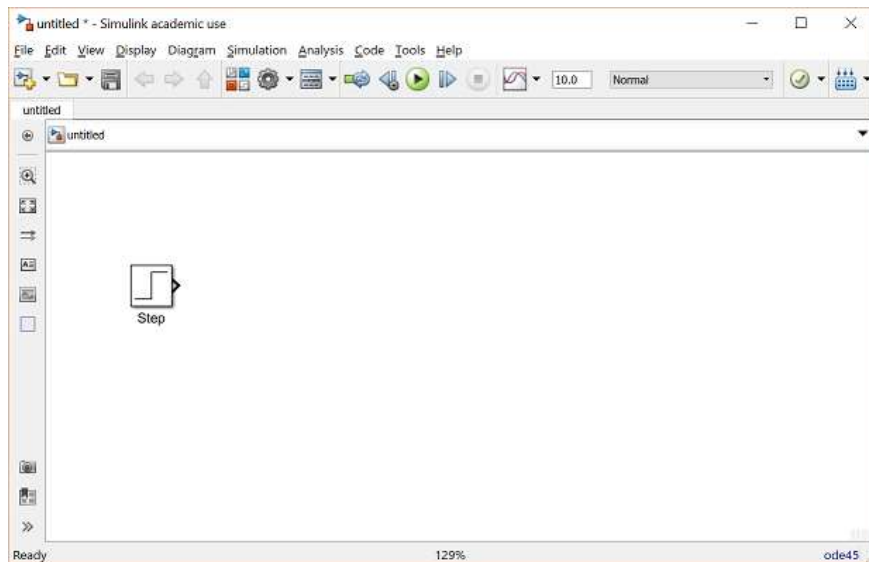 untitled * - Simulink academic use
File Edit View Display Diagram Simulation Analysis Code Tools Help
10.0 Normal
untitled
untitled
Step
Ready 129% ode45